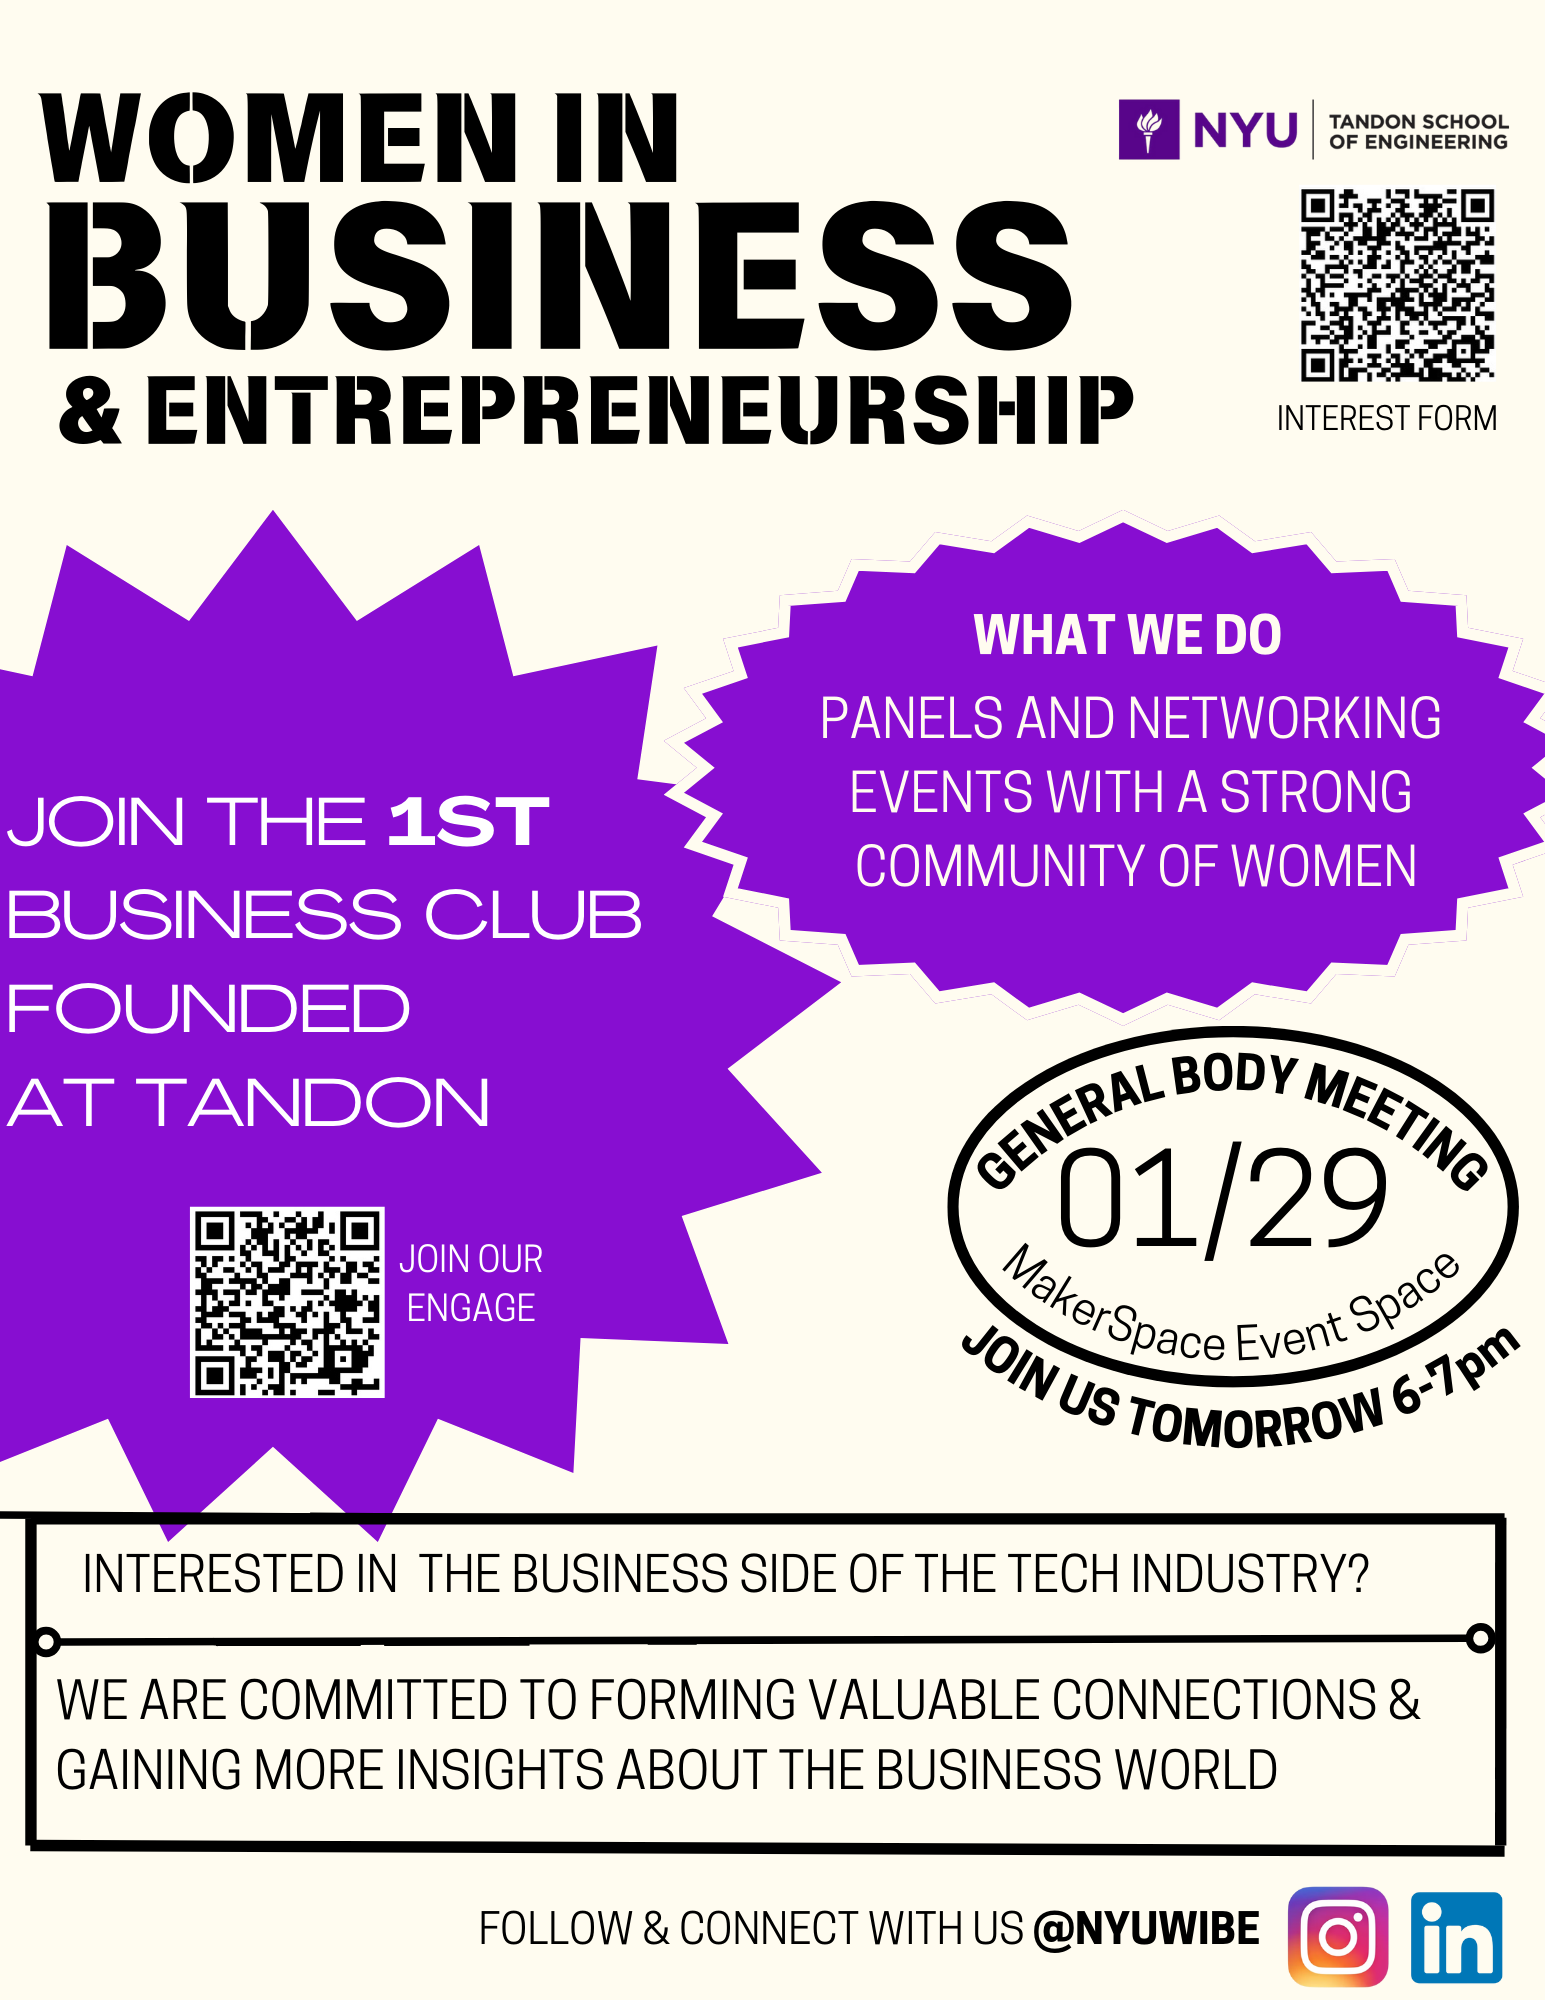 WOMEN IN
BUSINESS
& ENTREPRENEURSHIP
NYU
TANDON SCHOOL
OF ENGINEERING
INTEREST FORM
WHAT WE DO
PANELS AND NETWORKING
EVENTS WITH A STRONG
COMMUNITY OF WOMEN
JOIN THE 1ST
BUSINESS CLUB
FOUNDED
AT TANDON
JOIN OUR
ENGAGE
GENERAL BODY MEETING
01/29
MakerSpace Event Space
JOIN US TOMORROW 6-7pm
INTERESTED IN THE BUSINESS SIDE OF THE TECH INDUSTRY?
WE ARE COMMITTED TO FORMING VALUABLE CONNECTIONS &
GAINING MORE INSIGHTS ABOUT THE BUSINESS WORLD
FOLLOW & CONNECT WITH US @NYUWIBE
in